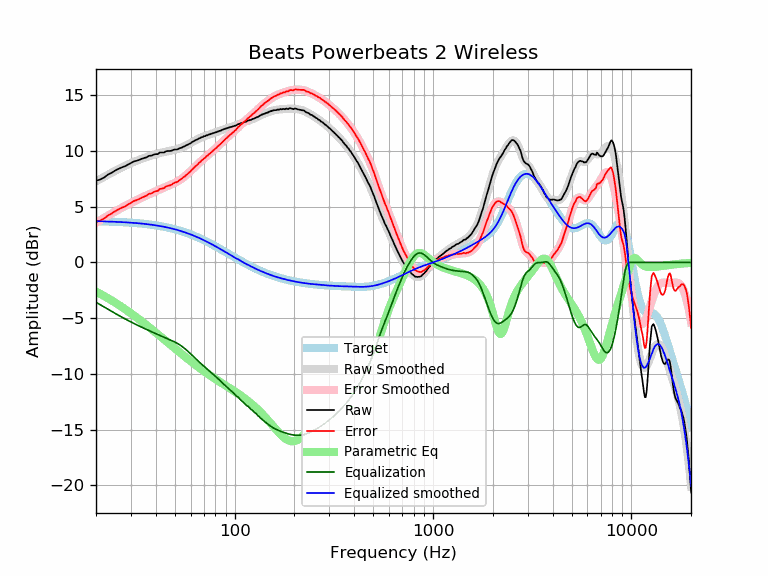 Beats Powerbeats 2 Wireless
Amplitude (dBr)
15
10
5
0
−5
−10
−15
−20
Target
Raw Smoothed
Error Smoothed
Raw
Error
Parametric Eq
Equalization
Equalized smoothed
100
1000
10000
Frequency (Hz)